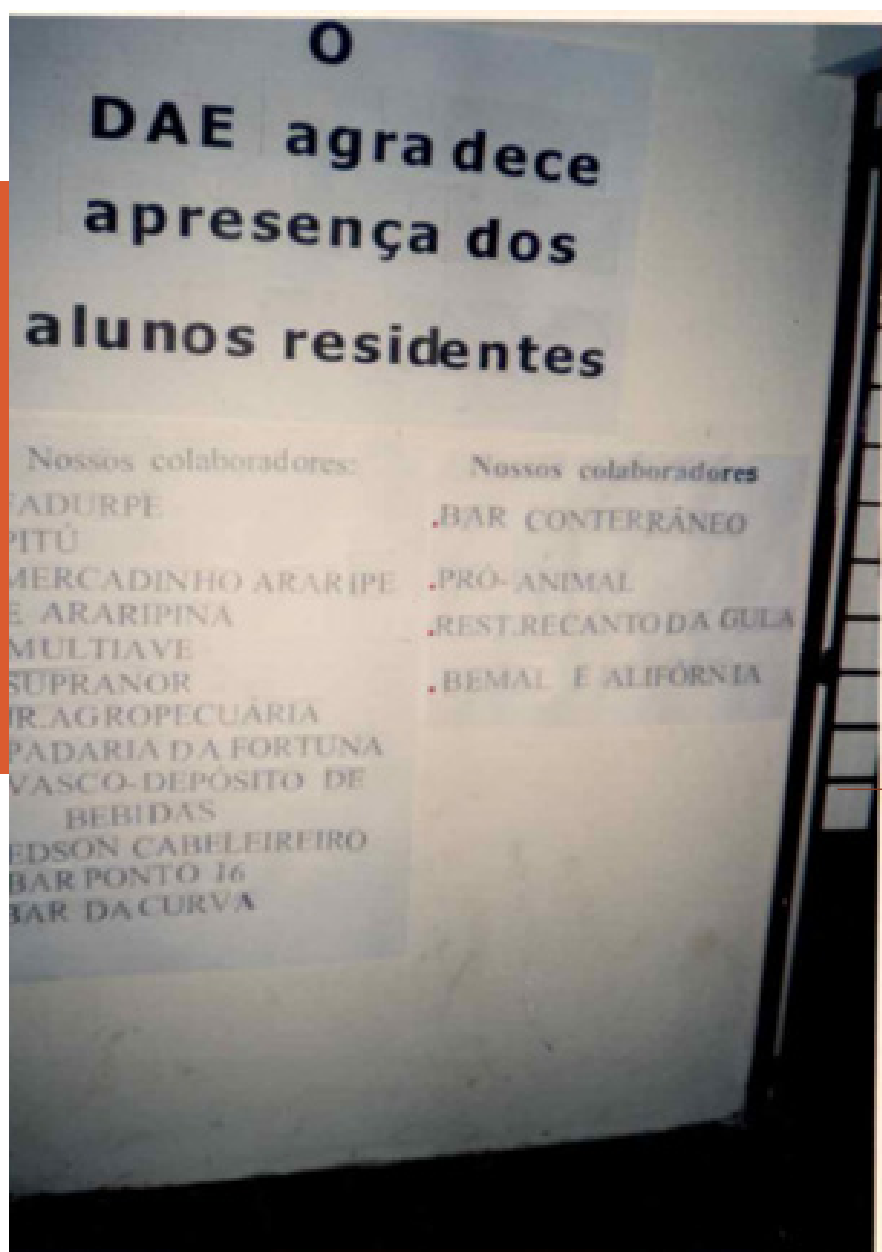 O
DAE agradece
apresença dos
alunos residentes
Nossos colaboradores:
FADURPE
PITÚ
MERCADINHO ARARIPE
E ARARIPINA
MULTIAVE
SUPRANOR
JR.AGROPECUÁRIA
PADARIA DA FORTUNA
VASCO-DEPÓSITO DE
BEBIDAS
EDSON CABELEIREIRO
BAR PONTO 16
BAR DA CURVA
Nossos colaboradores
.BAR CONTERRÂNEO
.PRÓ-ANIMAL
.REST.RECANTO DA GULA
.BEMAL E ALIFÓRNIA